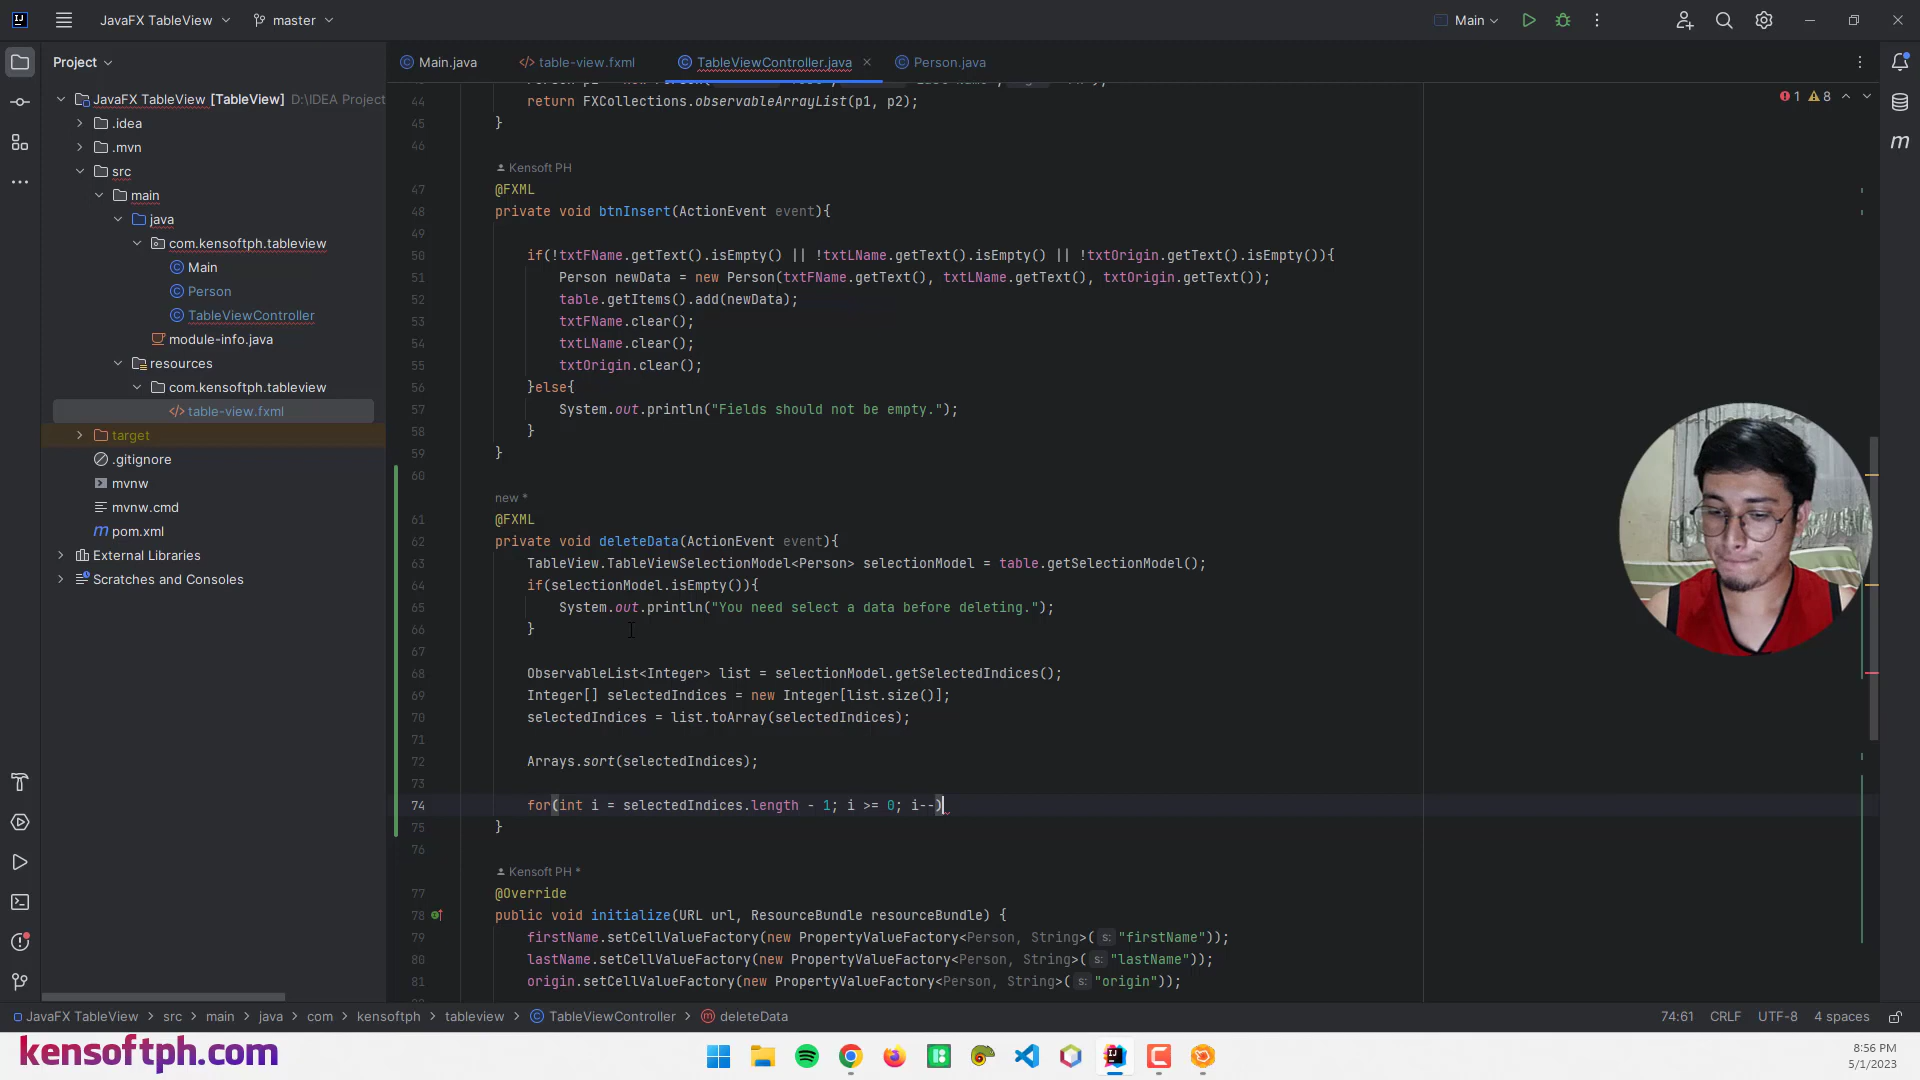 JavaFX TableView
master
Main
Project
Main.java
table-view.fxml
TableViewController.java
Person.java
1
8
JavaFX TableView [TableView] D:\IDEA Project
.idea
.mvn
src
main
java
com.kensoftph.tableview
Main
Person
TableViewController
module-info.java
resources
com.kensoftph.tableview
table-view.fxml
target
.gitignore
mvnw
mvnw.cmd
pom.xml
External Libraries
Scratches and Consoles
44 return FXCollections.observableArrayList(p1, p2);
45 }
46
Kensoft PH
47 @FXML
48 private void btnInsert(ActionEvent event){
49
50 if(!txtFName.getText().isEmpty() || !txtLName.getText().isEmpty() || !txtOrigin.getText().isEmpty()){
51 Person newData = new Person(txtFName.getText(), txtLName.getText(), txtOrigin.getText());
52 table.getItems().add(newData);
53 txtFName.clear();
54 txtLName.clear();
55 txtOrigin.clear();
56 }else{
57 System.out.println("Fields should not be empty.");
58 }
59 }
60
new *
61 @FXML
62 private void deleteData(ActionEvent event){
63 TableView.TableViewSelectionModel<Person> selectionModel = table.getSelectionModel();
64 if(selectionModel.isEmpty()){
65 System.out.println("You need select a data before deleting.");
66 }
67
68 ObservableList<Integer> list = selectionModel.getSelectedIndices();
69 Integer[] selectedIndices = new Integer[list.size()];
70 selectedIndices = list.toArray(selectedIndices);
71
72 Arrays.sort(selectedIndices);
73
74 for(int i = selectedIndices.length - 1; i >= 0; i--)
75 }
76
Kensoft PH *
77 @Override
78 public void initialize(URL url, ResourceBundle resourceBundle) {
79 firstName.setCellValueFactory(new PropertyValueFactory<Person, String>( s: "firstName"));
80 lastName.setCellValueFactory(new PropertyValueFactory<Person, String>( s: "lastName"));
81 origin.setCellValueFactory(new PropertyValueFactory<Person, String>( s: "origin"));
JavaFX TableView > src > main > java > com > kensoftph > tableview > TableViewController > deleteData
74:61 CRLF UTF-8 4 spaces
kensoftph.com
8:56 PM
5/1/2023